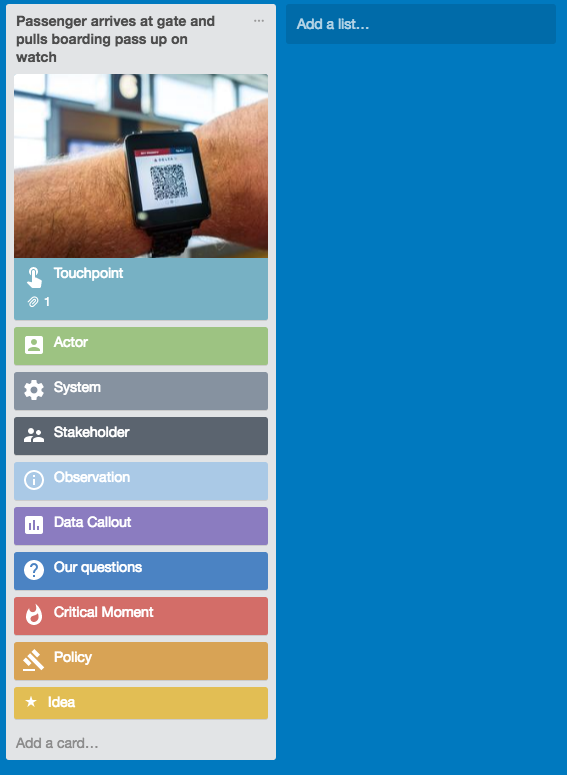 Passenger arrives at gate and
pulls boarding pass up on
watch
Add a list…
Touchpoint
1
Actor
System
Stakeholder
Observation
Data Callout
Our questions
Critical Moment
Policy
Idea
Add a card…